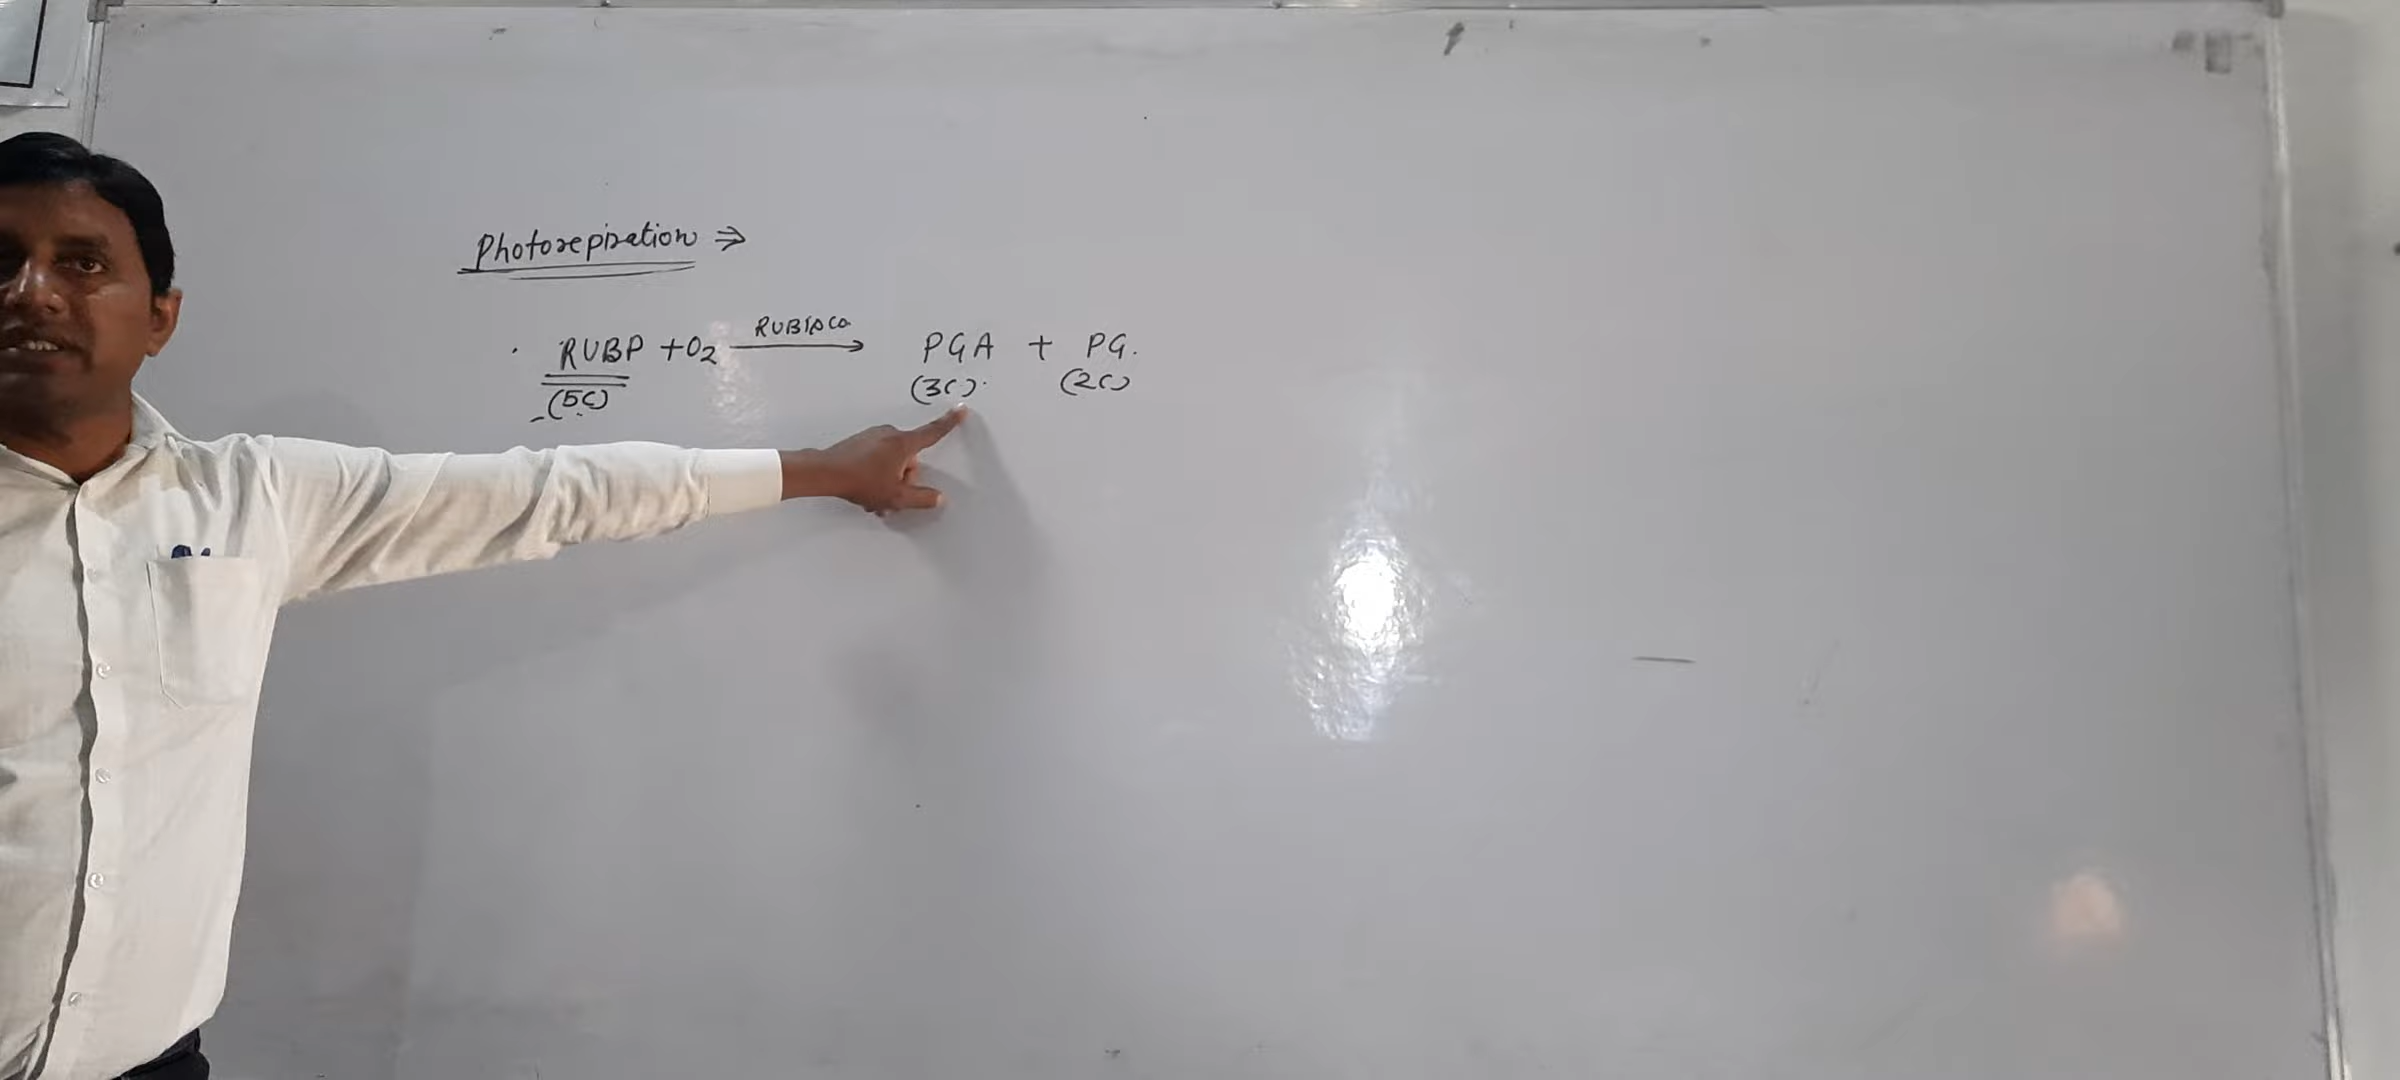 Photorepiration ⇒
RUBP + O2 → RUBISCO PGA + PG.
(5C) (3C) (2C)